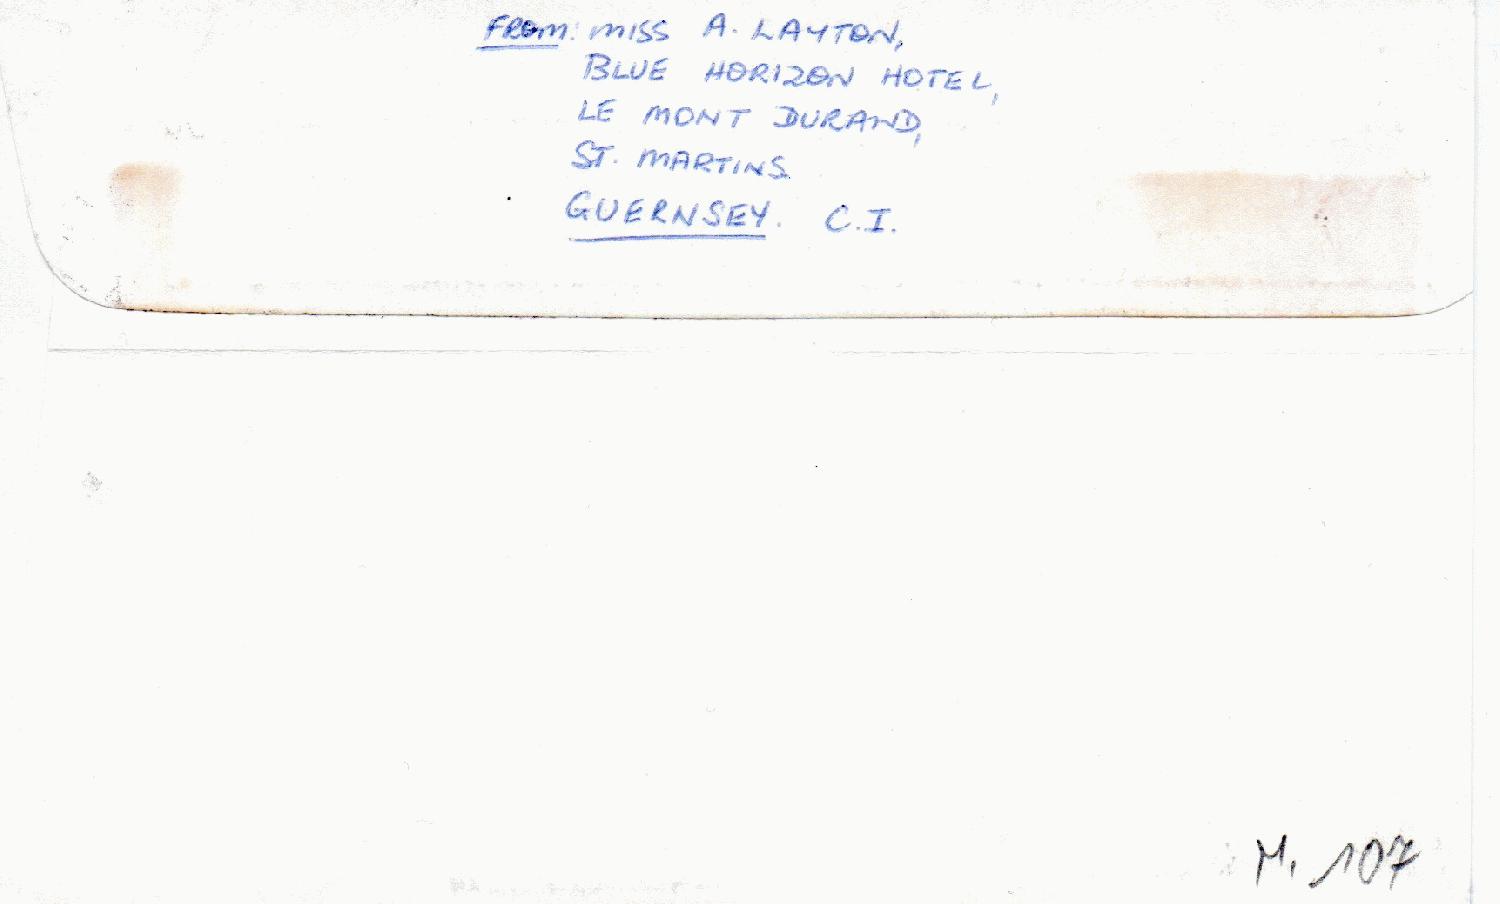 FROM: MISS A. LAYTON,
BLUE HORIZON HOTEL,
LE MONT DURAND,
ST. MARTINS
GUERNSEY. C.I.
M. 107